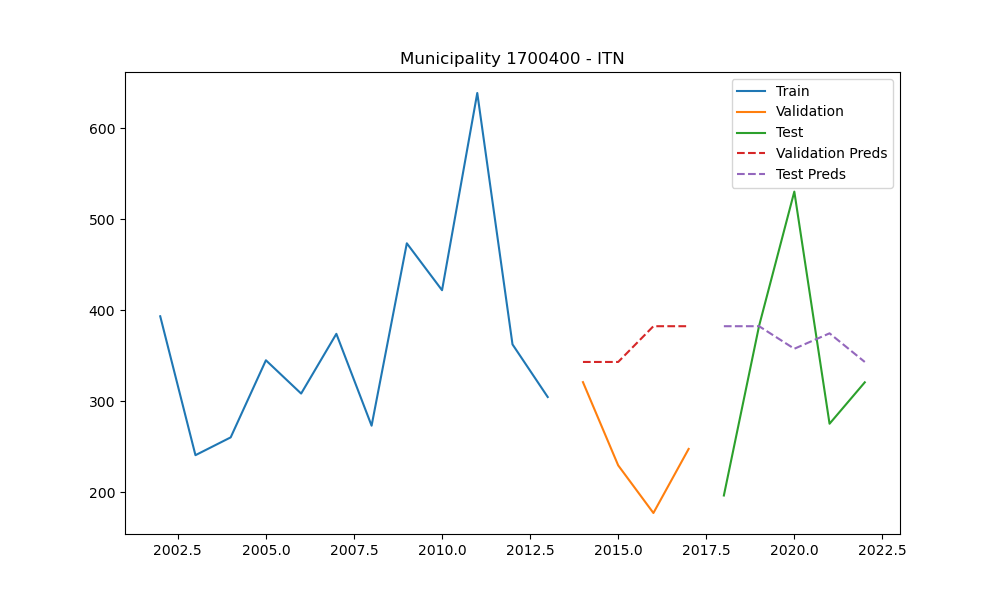 Municipality 1700400 - ITN
Train
Validation
Test
Validation Preds
Test Preds
600
500
400
300
200
2002.5 2005.0 2007.5 2010.0 2012.5 2015.0 2017.5 2020.0 2022.5